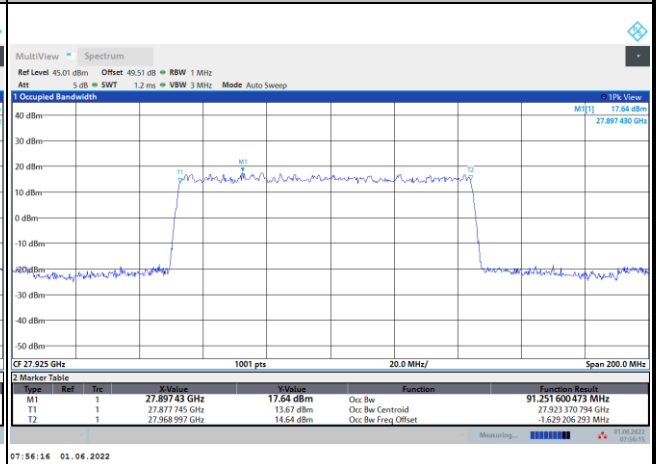 MultiView Spectrum
Ref Level 45.01 dBm Offset 49.51 dB RBW 1 MHz
Att 5 dB SWT 1.2 ms VBW 3 MHz Mode Auto Sweep
1 Occupied Bandwidth 1Pk View
M1[1] 17.64 dBm
27.897 430 GHz
40 dBm
30 dBm
20 dBm
M1
T1
T2
10 dBm
0 dBm
-10 dBm
-20 dBm
-30 dBm
-40 dBm
-50 dBm
CF 27.925 GHz 1001 pts 20.0 MHz/ Span 200.0 MHz
2 Marker Table
Type Ref Trc X-Value Y-Value Function Function Result
M1 1 27.897 43 GHz 17.64 dBm Occ Bw 91.251 600 473 MHz
T1 1 27.877 745 GHz 13.67 dBm Occ Bw Centroid 27.923 370 794 GHz
T2 1 27.968 997 GHz 14.64 dBm Occ Bw Freq Offset -1.629 206 293 MHz
Measuring... 01.06.2022
07:56:15
07:56:16 01.06.2022